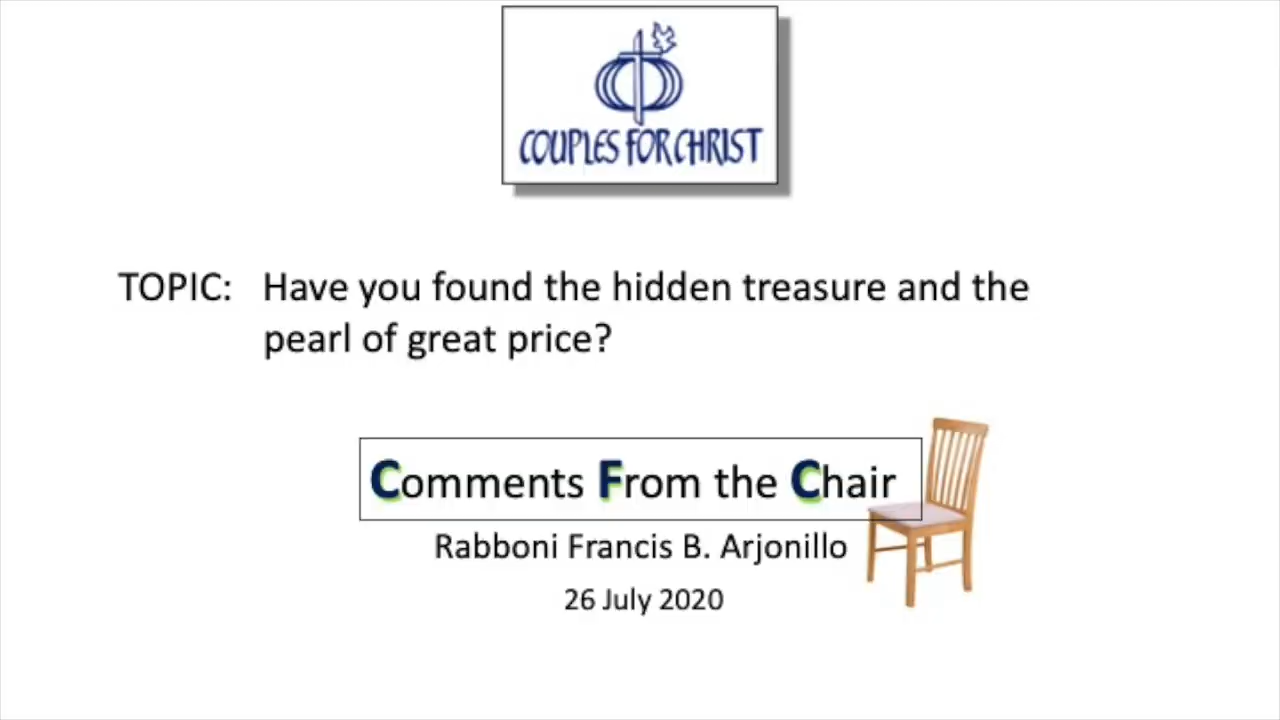 COUPLES FOR CHRIST
TOPIC: Have you found the hidden treasure and the
pearl of great price?
Comments From the Chair
Rabboni Francis B. Arjonillo
26 July 2020